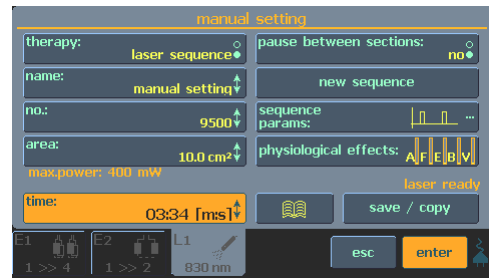 manual setting
therapy:
laser sequence
pause between sections:
no
name:
manual setting
new sequence
no.:
9500
sequence params:
...
area:
10.0 cm²
physiological effects:
A F E B V
max.power: 400 mW
laser ready
time:
03:34 [m:s]
save / copy
E1
1 >> 4
E2
1 >> 2
L1
830 nm
esc
enter